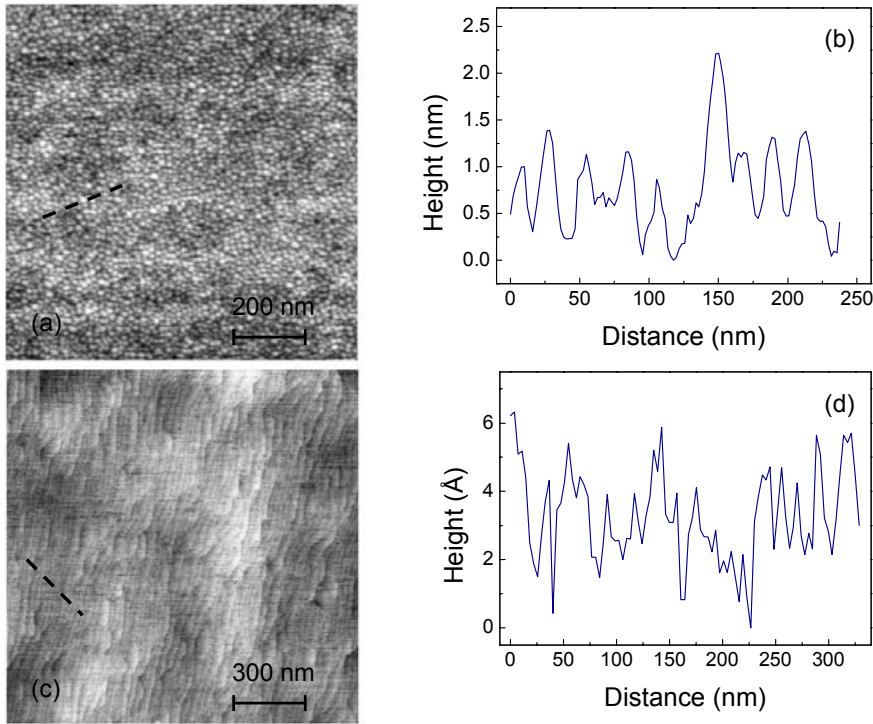 (a)
200 nm
(b)
Height (nm)
2.5
2.0
1.5
1.0
0.5
0.0
0 50 100 150 200 250
Distance (nm)
(c)
300 nm
(d)
Height (Å)
6
4
2
0
0 50 100 150 200 250 300
Distance (nm)